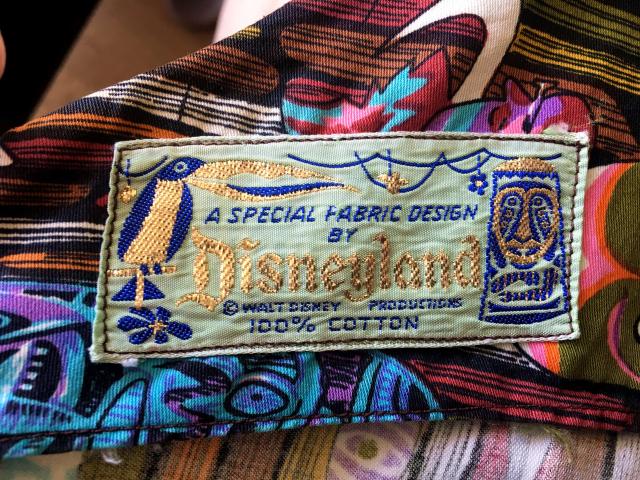 A SPECIAL FABRIC DESIGN
BY
Disneyland
© WALT DISNEY PRODUCTIONS
100% COTTON